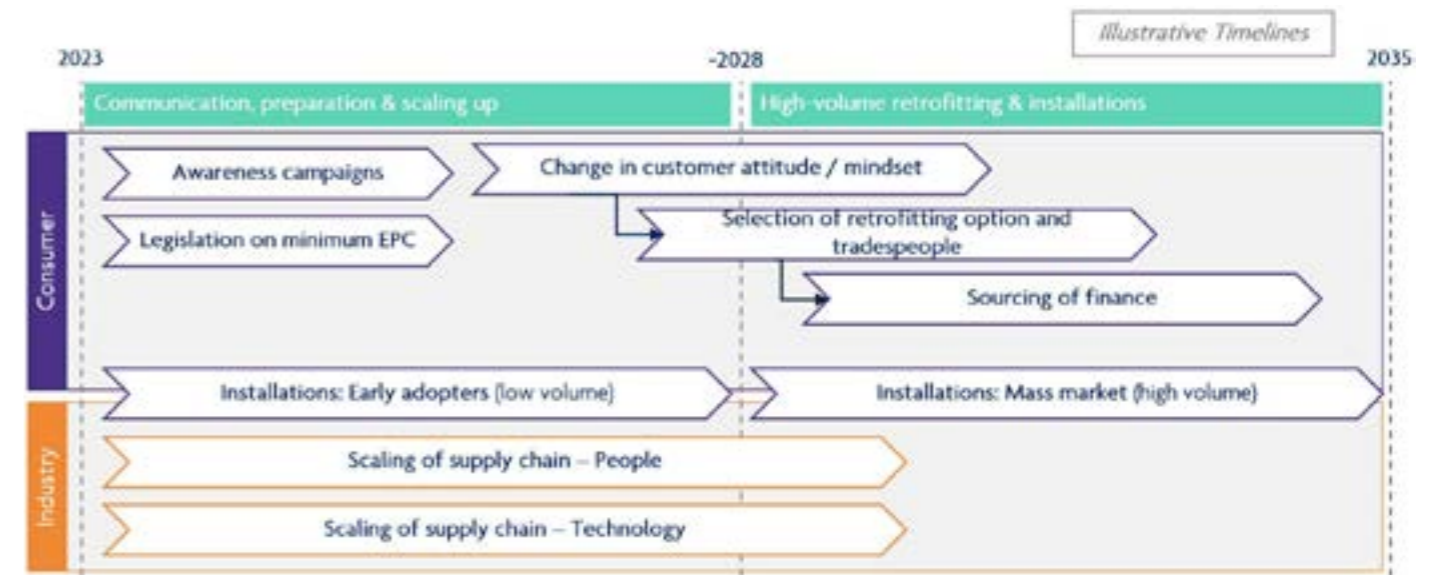 Illustrative Timelines
2023
~2028
2035
Communication, preparation & scaling up
High-volume retrofitting & installations
Consumer
Awareness campaigns
Change in customer attitude / mindset
Legislation on minimum EPC
Selection of retrofitting option and
tradespeople
Sourcing of finance
Installations: Early adopters (low volume)
Installations: Mass market (high volume)
Industry
Scaling of supply chain – People
Scaling of supply chain – Technology